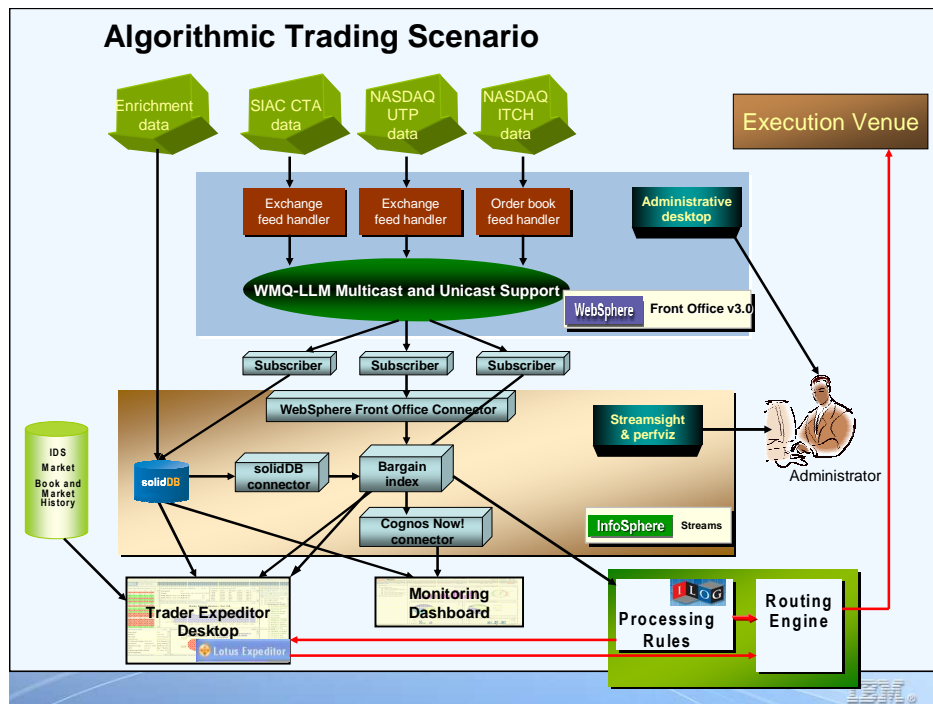 Algorithmic Trading Scenario
Enrichment
data
SIAC CTA
data
NASDAQ
UTP
data
NASDAQ
ITCH
data
Execution Venue
Exchange
feed handler
Exchange
feed handler
Order book
feed handler
Administrative
desktop
WMQ-LLM Multicast and Unicast Support
WebSphere
Front Office v3.0
Subscriber
Subscriber
Subscriber
WebSphere Front Office Connector
Streamsight
& perfviz
Administrator
IDS
Market
Book and
Market
History
solidDB
solidDB
connector
Bargain
index
Cognos Now!
connector
InfoSphere
Streams
Trader Expeditor
Desktop
Lotus Expeditor
Monitoring
Dashboard
ILOG
Processing
Rules
Routing
Engine
IBM